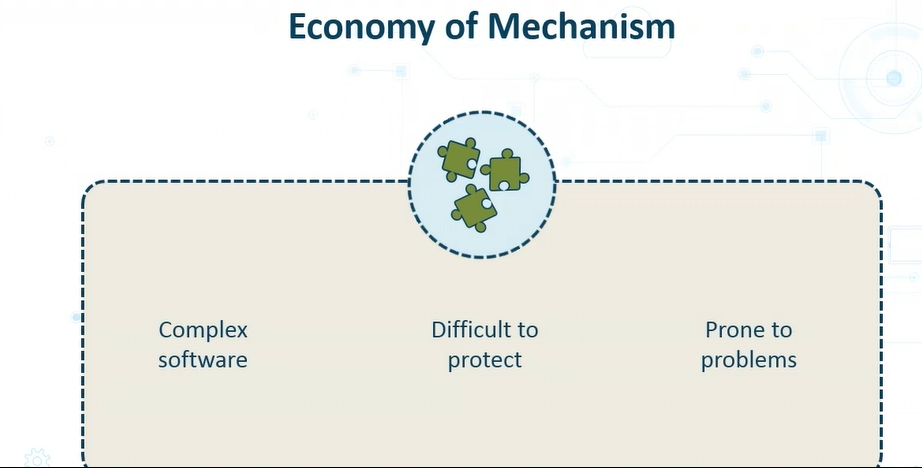 Economy of Mechanism
Complex
software
Difficult to
protect
Prone to
problems